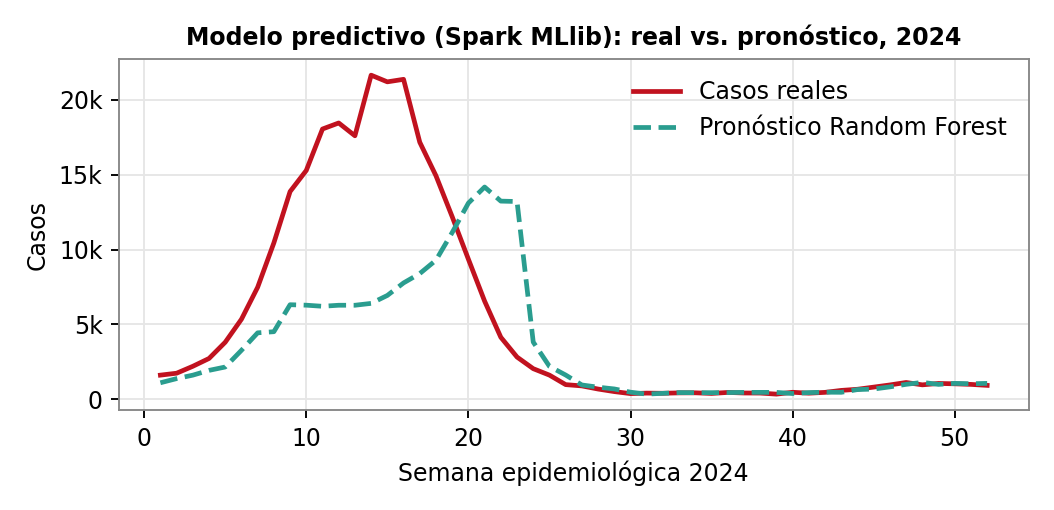 Modelo predictivo (Spark MLlib): real vs. pronóstico, 2024
Casos reales
Pronóstico Random Forest
Casos
20k
15k
10k
5k
0
0 10 20 30 40 50
Semana epidemiológica 2024